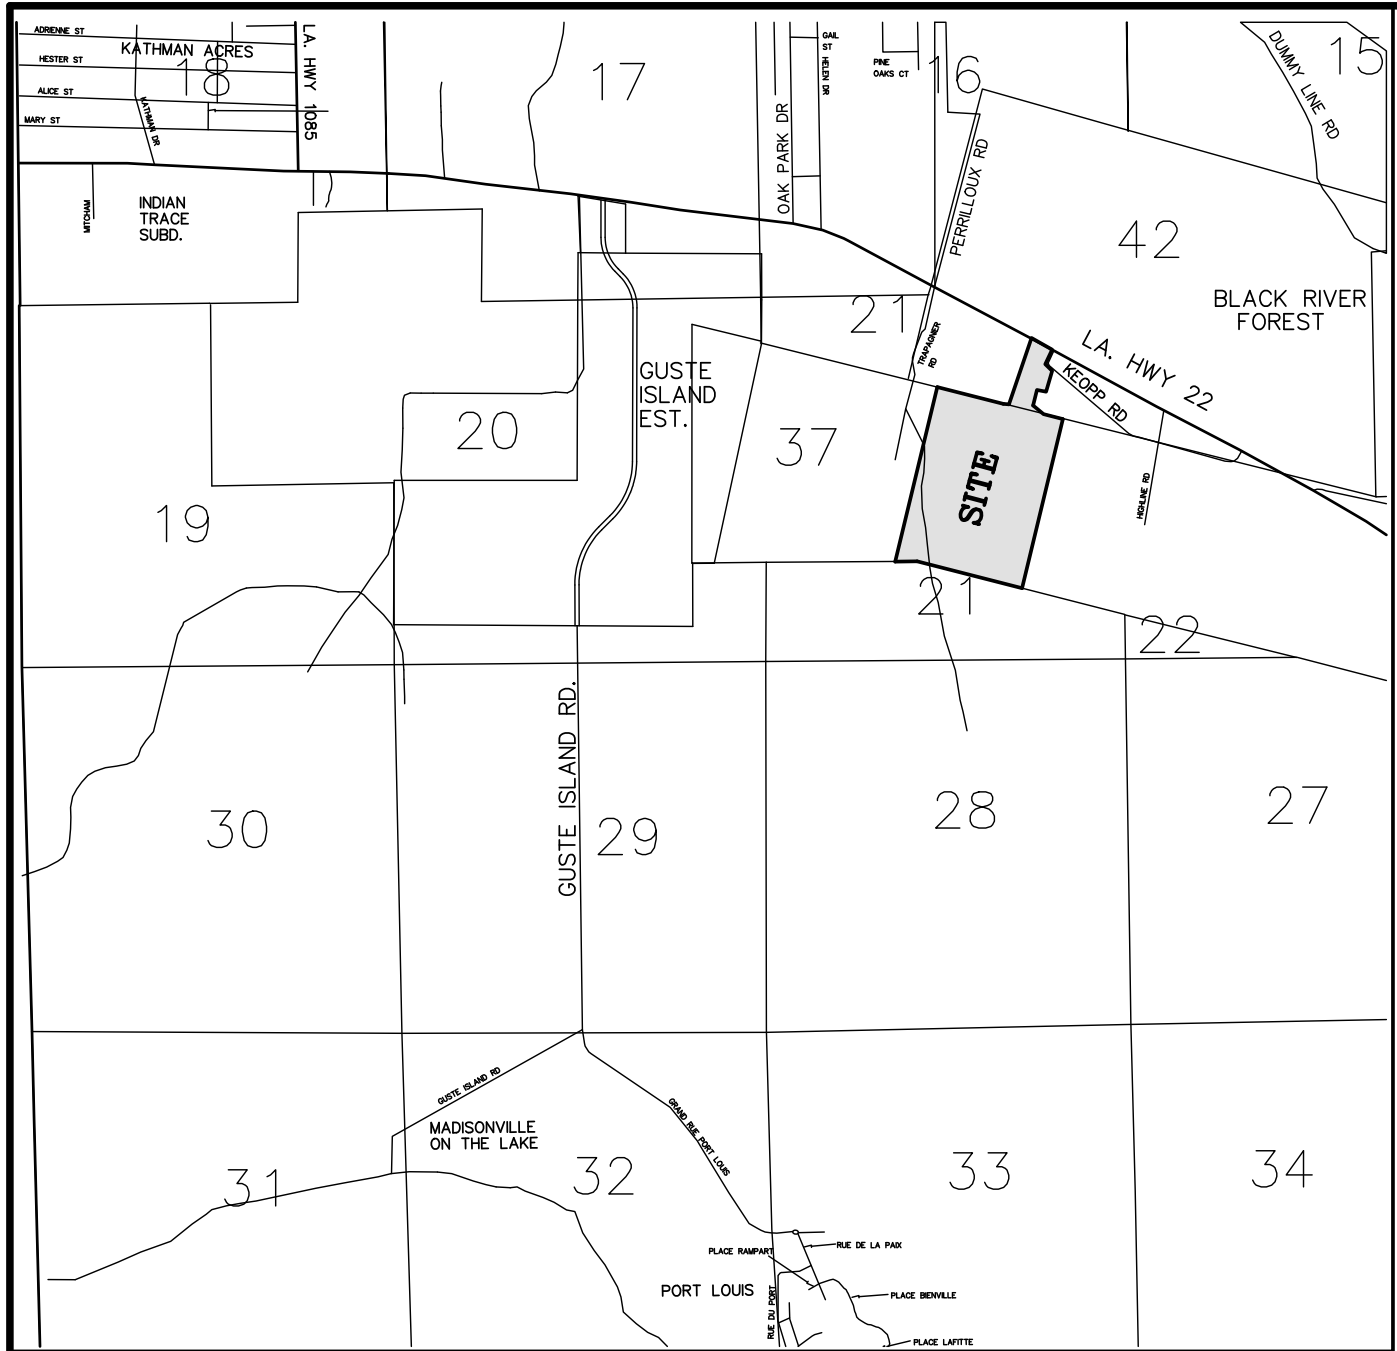 ADRIENNE ST
KATHMAN ACRES
HESTER ST
18
ALICE ST
MARY ST
KATHMAN DR
LA. HWY 1085
17
OAK PARK DR
GAIL
ST
HELEN DR
PINE
OAKS CT
16
DUMMY LINE RD
15
MITCHAM
INDIAN
TRACE
SUBD.
PERRILLOUX RD
42
BLACK RIVER
FOREST
21
TRAPAGNIER
RD
LA. HWY 22
KEOPP RD
GUSTE
ISLAND
EST.
20
37
SITE
HIGHLINE RD
19
21
22
GUSTE ISLAND RD.
30
29
28
27
GUSTE ISLAND RD
MADISONVILLE
ON THE LAKE
GRAND RUE PORT LOUIS
31
32
33
34
PLACE RAMPART
RUE DE LA PAIX
PORT LOUIS
RUE DU PORT
PLACE BIENVILLE
PLACE LAFITTE